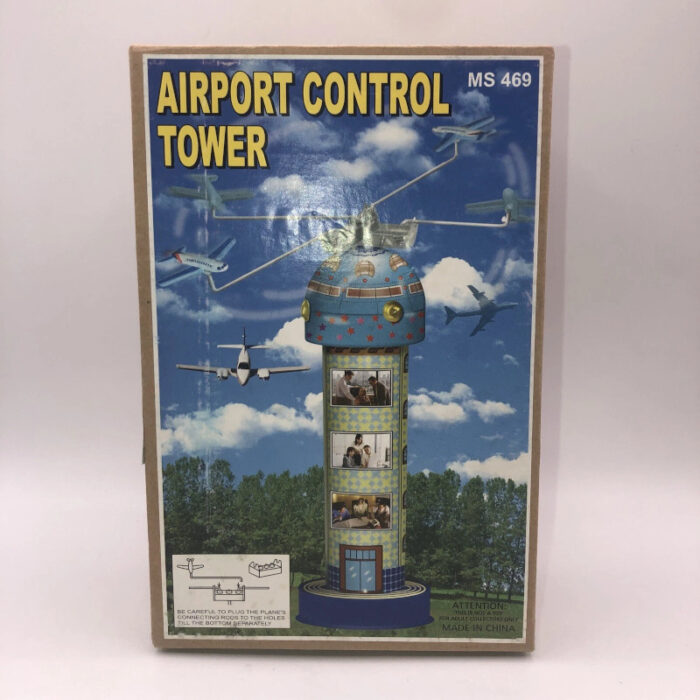 AIRPORT CONTROL
TOWER
MS 469
BE CAREFUL TO PLUG THE PLANE'S
CONNECTING RODS TO THE HOLES
TILL THE BOTTOM SEPARATELY
ATTENTION:
THIS IS NOT A TOY
FOR ADULT COLLECTORS ONLY
MADE IN CHINA